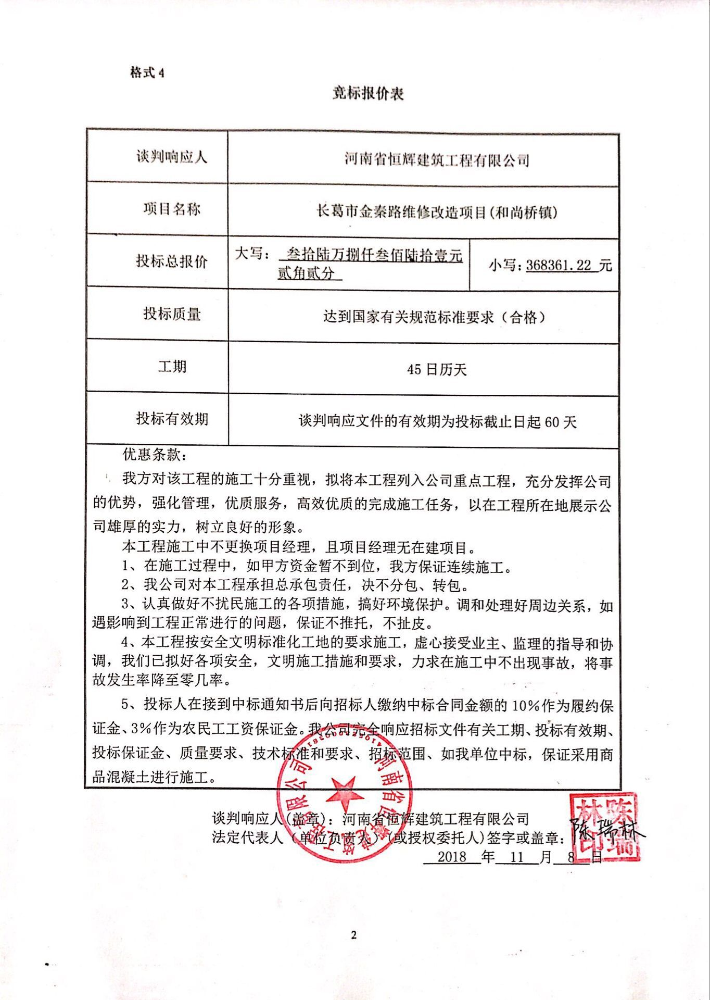 格式4
竟标报价表
谈判响应人
河南省恒辉建筑工程有限公司
项目名称
长葛市金秦路维修改造项目(和尚桥镇)
投标总报价
大写： 叁拾陆万捌仟叁佰陆拾壹元
贰角贰分
小写:368361.22 元
投标质量
达到国家有关规范标准要求（合格）
工期
45日历天
投标有效期
谈判响应文件的有效期为投标截止日起60天
优惠条款：
我方对该工程的施工十分重视，拟将本工程列入公司重点工程，充分发挥公司
的优势，强化管理，优质服务，高效优质的完成施工任务，以在工程所在地展示公
司雄厚的实力，树立良好的形象。
本工程施工中不更换项目经理，且项目经理无在建项目。
1、在施工过程中，如甲方资金暂不到位，我方保证连续施工。
2、我公司对本工程承担总承包责任，决不分包、转包。
3、认真做好不扰民施工的各项措施，搞好环境保护。调和处理好周边关系，如
遇影响到工程正常进行的问题，保证不推托，不扯皮。
4、本工程按安全文明标准化工地的要求施工，虚心接受业主、监理的指导和协
调，我们已拟好各项安全，文明施工措施和要求，力求在施工中不出现事故，将事
故发生率降至零几率。
5、投标人在接到中标通知书后向招标人缴纳中标合同金额的10%作为履约保
证金、3%作为农民工工资保证金。我公司完全响应招标文件有关工期、投标有效期、
投标保证金、质量要求、技术标准和要求、招标范围、如我单位中标，保证采用商
品混凝土进行施工。
谈判响应人(盖章)：河南省恒辉建筑工程有限公司
法定代表人（单位负责人）(或授权委托人)签字或盖章：
陈瑞林
陈瑞林印
2018 年 11 月 8 日
河南省恒辉建筑工程有限公司
2